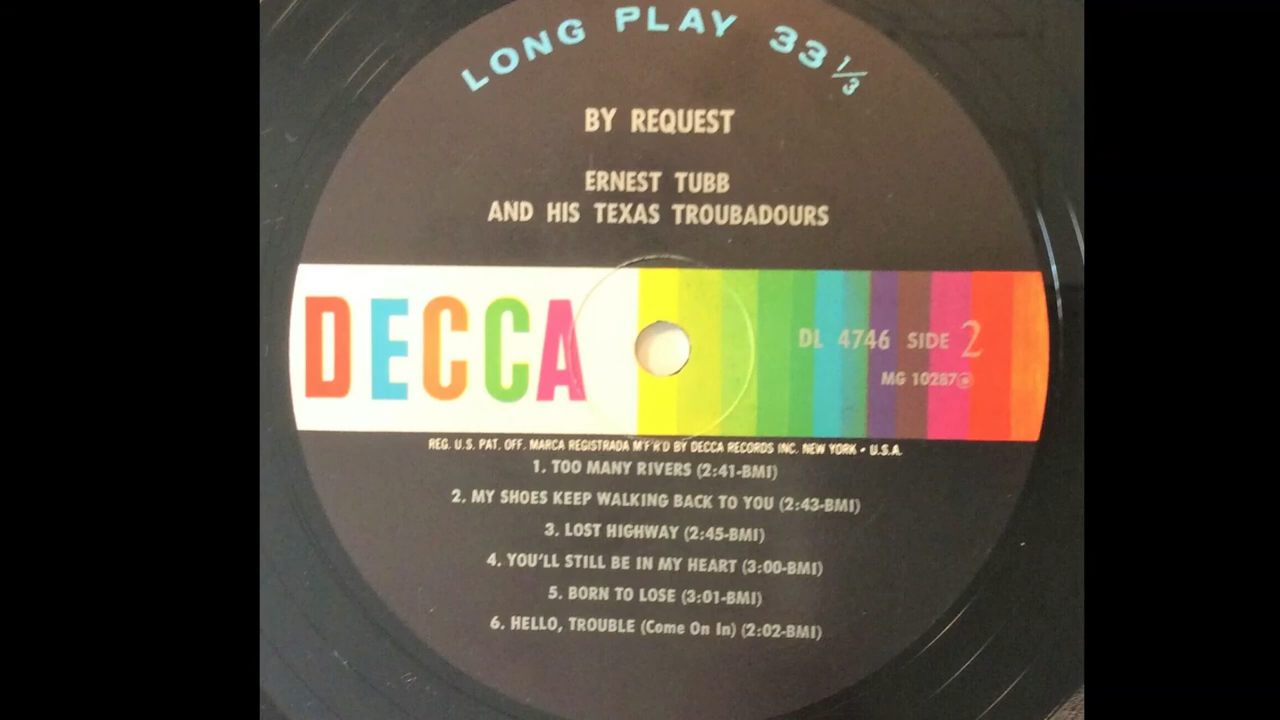 LONG PLAY 33 1/3
BY REQUEST
ERNEST TUBB
AND HIS TEXAS TROUBADOURS
DECCA
DL 4746 SIDE 2
MG 10287
REG. U.S. PAT. OFF. MARCA REGISTRADA M'F'R'D BY DECCA RECORDS INC. NEW YORK • U.S.A.
1. TOO MANY RIVERS (2:41-BMI)
2. MY SHOES KEEP WALKING BACK TO YOU (2:43-BMI)
3. LOST HIGHWAY (2:45-BMI)
4. YOU'LL STILL BE IN MY HEART (3:00-BMI)
5. BORN TO LOSE (3:01-BMI)
6. HELLO, TROUBLE (Come On In) (2:02-BMI)